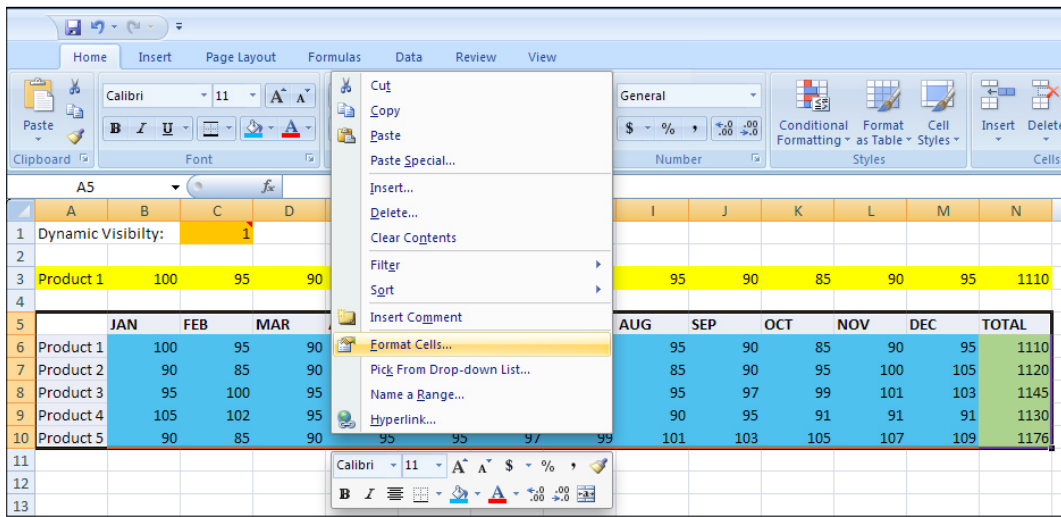 Home Insert Page Layout Formulas Data Review View
Paste
Clipboard
Calibri 11 A A
B I U A
Font
Cut
Copy
Paste
Paste Special...
Insert...
Delete...
Clear Contents
Filter
Sort
Insert Comment
Format Cells...
Pick From Drop-down List...
Name a Range...
Hyperlink...
General
$ % , .00 .0
Number
Conditional Formatting
Format as Table
Cell Styles
Styles
Insert
Delete
Cells
A5 fx
A B C D I J K L M N
1 Dynamic Visibilty: 1
2
3 Product 1 100 95 90 95 90 85 90 95 1110
4
5 JAN FEB MAR AUG SEP OCT NOV DEC TOTAL
6 Product 1 100 95 90 95 90 85 90 95 1110
7 Product 2 90 85 90 85 90 95 100 105 1120
8 Product 3 95 100 95 95 97 99 101 103 1145
9 Product 4 105 102 95 90 95 91 91 91 1130
10 Product 5 90 85 90 95 95 97 99 101 103 105 107 109 1176
11
12
13
Calibri 11 A A $ % ,
B I A .0 .00